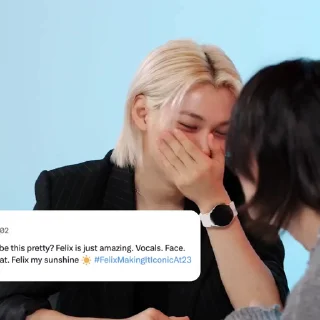 02
be this pretty? Felix is just amazing. Vocals. Face.
at. Felix my sunshine ☀️ #FelixMakingItIconicAt23